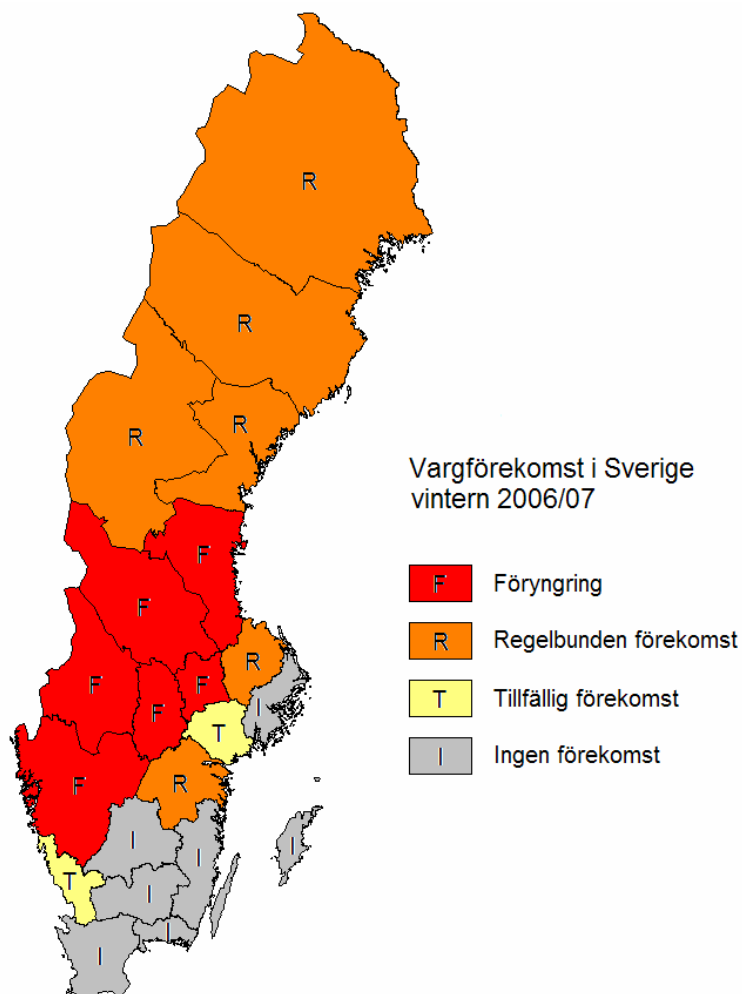 R
R
R
R
Vargförekomst i Sverige
vintern 2006/07
F
F
F Föryngring
R Regelbunden förekomst
R
F
F
F
I
T Tillfällig förekomst
T
I Ingen förekomst
F
R
I
I
I
T
I
I
I